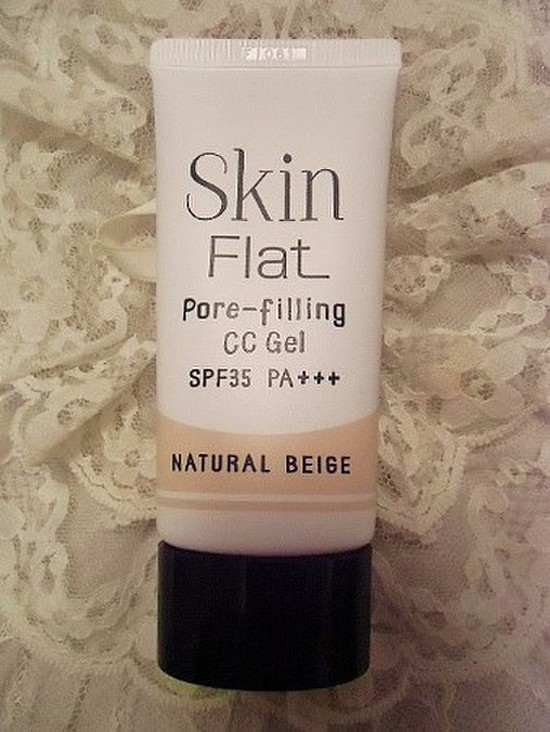 Skin
Flat
Pore-filling
CC Gel
SPF35 PA+++
NATURAL BEIGE